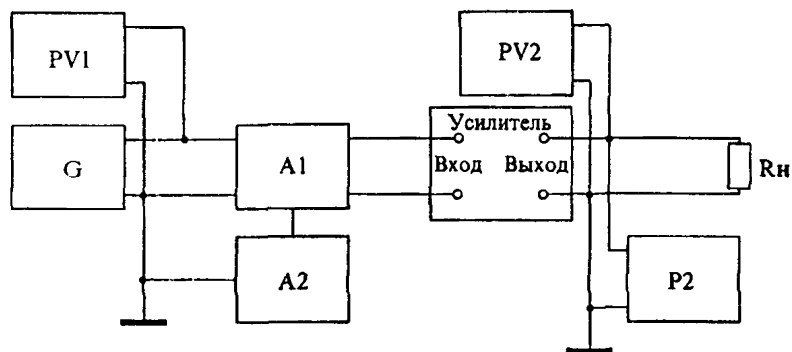 PV1
PV2
G
A1
Усилитель
Вход
Выход
Rн
A2
P2